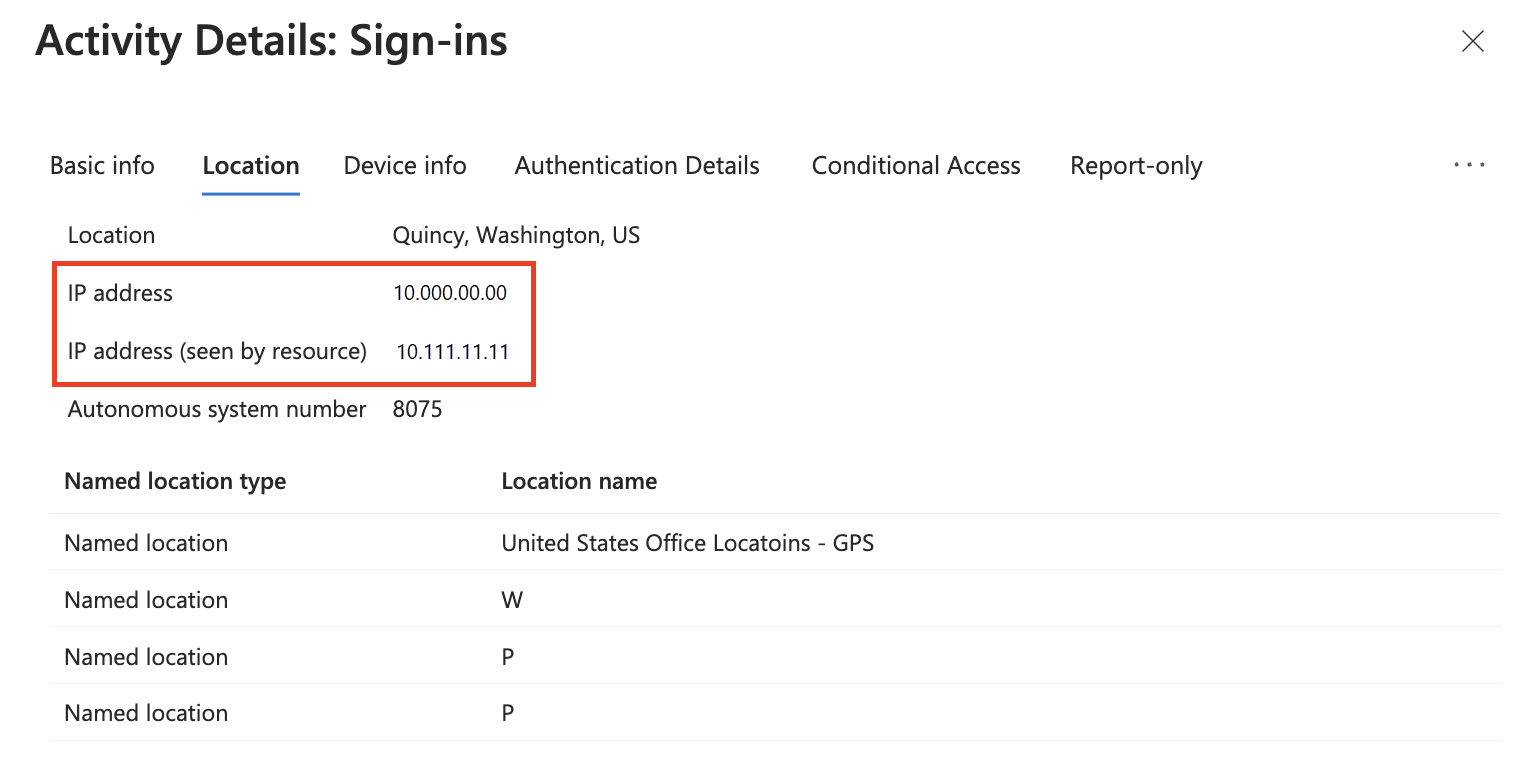 Activity Details: Sign-ins
Basic info Location Device info Authentication Details Conditional Access Report-only
Location Quincy, Washington, US
IP address 10.000.00.00
IP address (seen by resource) 10.111.11.11
Autonomous system number 8075
Named location type Location name
Named location United States Office Locatoins - GPS
Named location W
Named location P
Named location P